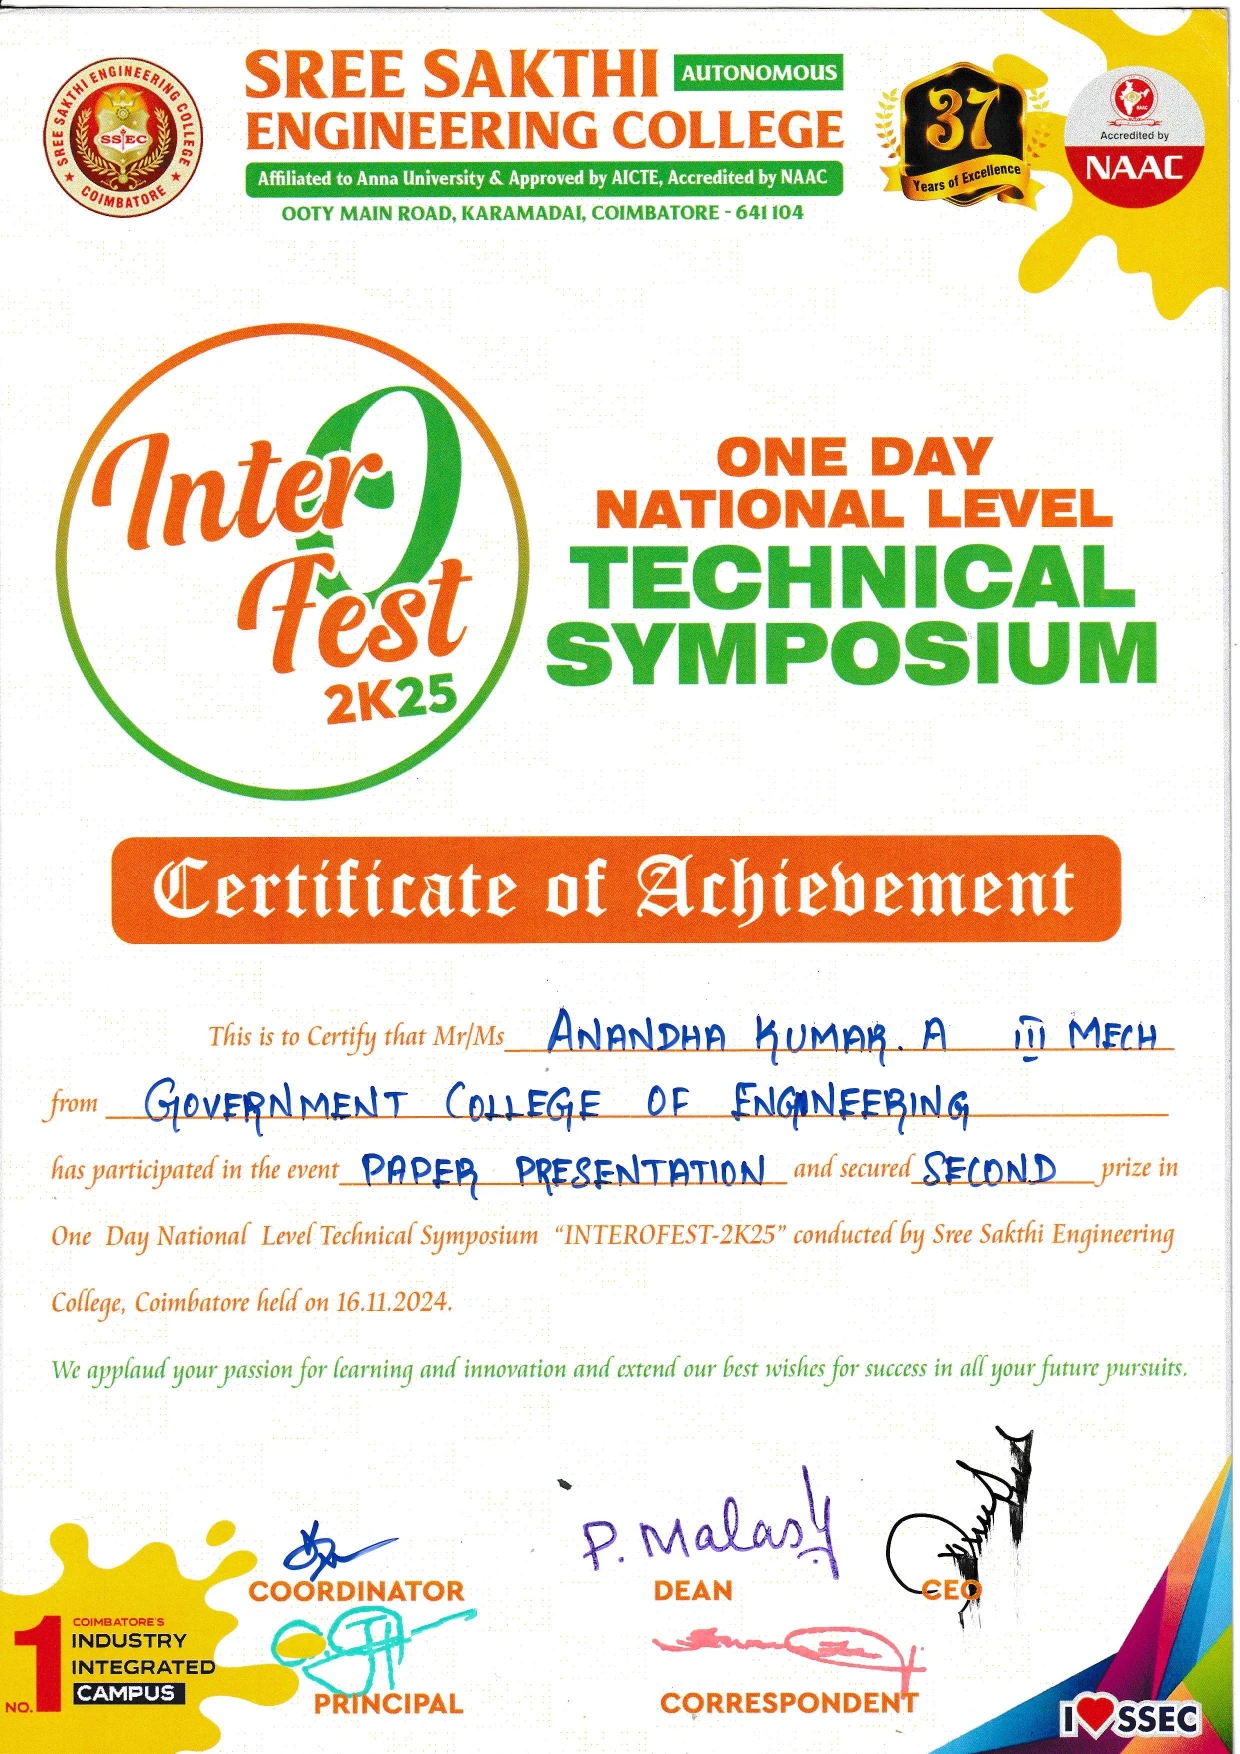 SREE SAKTHI ENGINEERING COLLEGE
SSEC
★ COIMBATORE ★
SREE SAKTHI AUTONOMOUS
ENGINEERING COLLEGE
Affiliated to Anna University & Approved by AICTE, Accredited by NAAC
OOTY MAIN ROAD, KARAMADAI, COIMBATORE - 641 104
37
Years of Excellence
Accredited by
NAAC
InterO
Fest
2K25
ONE DAY
NATIONAL LEVEL
TECHNICAL
SYMPOSIUM
Certificate of Achievement
This is to Certify that Mr/Ms ANANDHA KUMAR. A III MECH
from GOVERNMENT COLLEGE OF ENGINEERING
has participated in the event PAPER PRESENTATION and secured SECOND prize in
One Day National Level Technical Symposium “INTEROFEST-2K25” conducted by Sree Sakthi Engineering
College, Coimbatore held on 16.11.2024.
We applaud your passion for learning and innovation and extend our best wishes for success in all your future pursuits.
COORDINATOR
DEAN
CEO
PRINCIPAL
CORRESPONDENT
NO. 1
COIMBATORE'S
INDUSTRY
INTEGRATED
CAMPUS
I ❤ SSEC